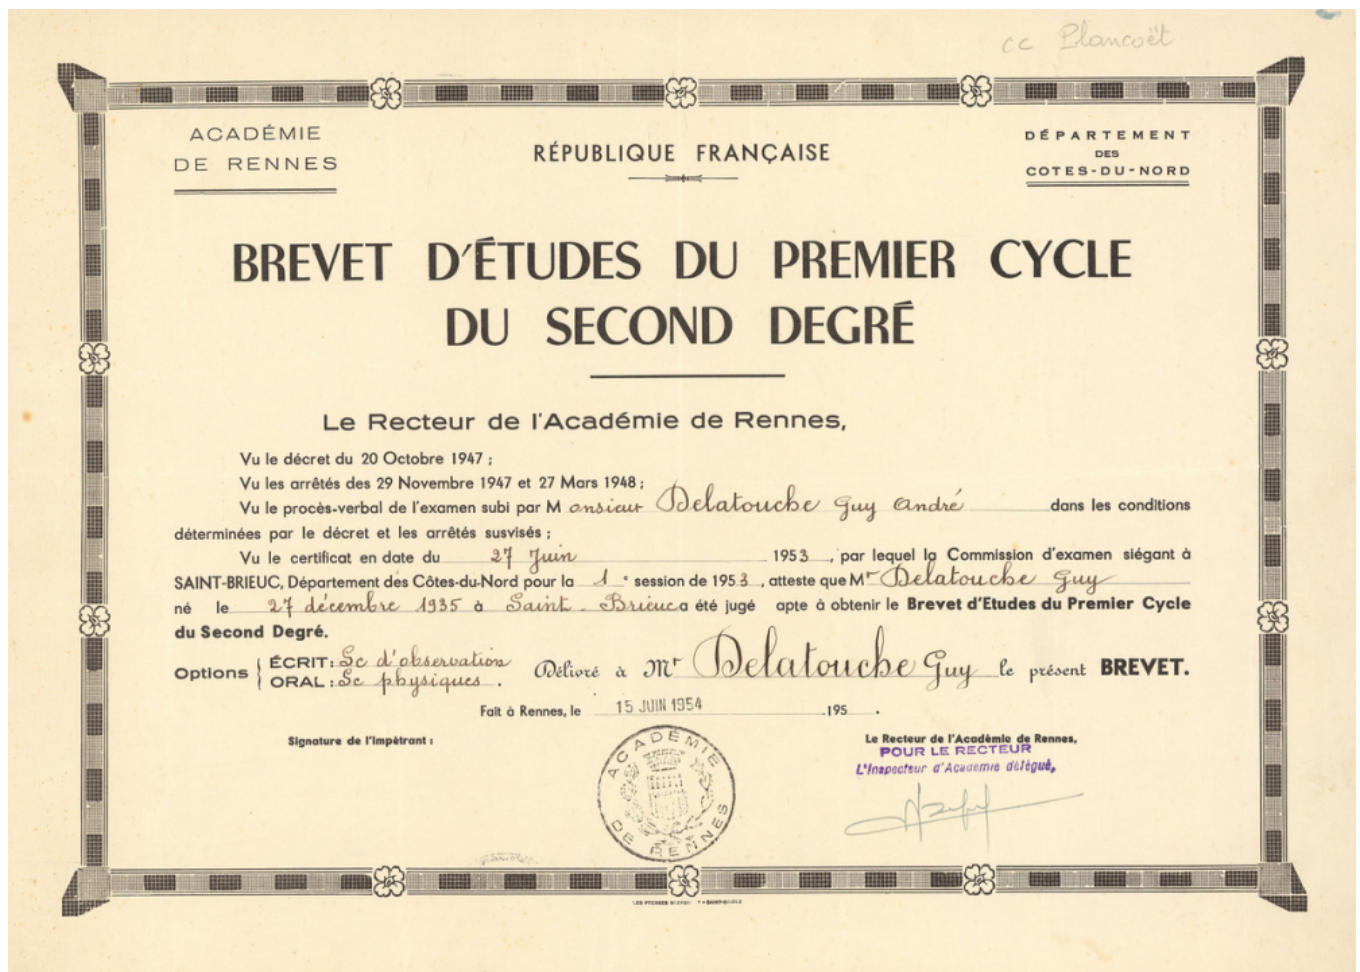 cc Plancoët
ACADÉMIE
DE RENNES
RÉPUBLIQUE FRANÇAISE
DÉPARTEMENT
DES
COTES-DU-NORD
BREVET D'ÉTUDES DU PREMIER CYCLE
DU SECOND DEGRÉ
Le Recteur de l'Académie de Rennes,
Vu le décret du 20 Octobre 1947 ;
Vu les arrêtés des 29 Novembre 1947 et 27 Mars 1948 ;
Vu le procès-verbal de l'examen subi par Monsieur Delatouche Guy André dans les conditions
déterminées par le décret et les arrêtés susvisés ;
Vu le certificat en date du 27 Juin 1953, par lequel la Commission d'examen siégant à
SAINT-BRIEUC, Département des Côtes-du-Nord pour la 1e session de 1953, atteste que Mr Delatouche Guy
né le 27 décembre 1935 à Saint-Brieuc a été jugé apte à obtenir le Brevet d'Etudes du Premier Cycle
du Second Degré.
Options { ÉCRIT : Sc d'observation
ORAL : Sc physiques .
Délivré à Mr Delatouche Guy le présent BREVET.
Fait à Rennes, le 15 JUIN 1954 195 .
Signature de l'Impétrant :
Le Recteur de l'Académie de Rennes,
POUR LE RECTEUR
L'Inspecteur d'Académie délégué,
ACADÉMIE DE RENNES
LES PRESSES SAINT-BRIEUC